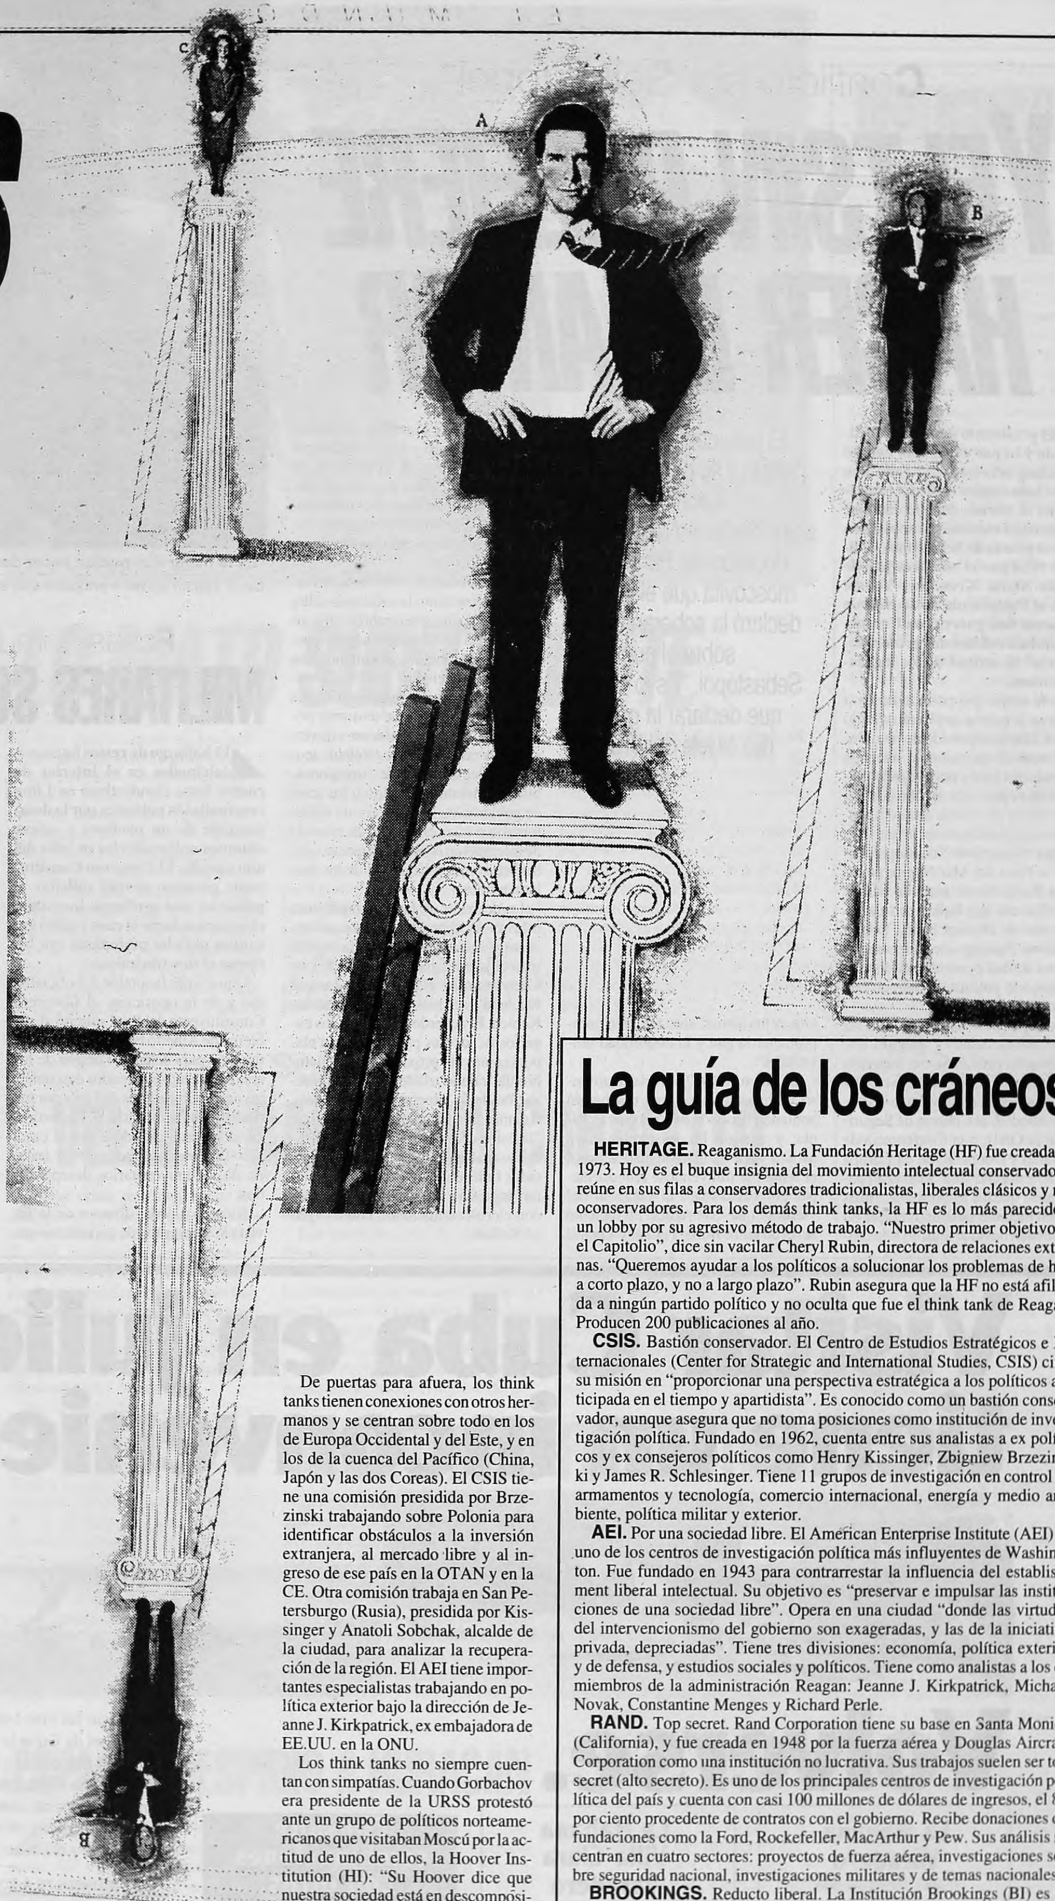 C
A
B
B
De puertas para afuera, los think
tanks tienen conexiones con otros her-
manos y se centran sobre todo en los
de Europa Occidental y del Este, y en
los de la cuenca del Pacífico (China,
Japón y las dos Coreas). El CSIS tie-
ne una comisión presidida por Brze-
zinski trabajando sobre Polonia para
identificar obstáculos a la inversión
extranjera, al mercado libre y al in-
greso de ese país en la OTAN y en la
CE. Otra comisión trabaja en San Pe-
tersburgo (Rusia), presidida por Kis-
singer y Anatoli Sobchak, alcalde de
la ciudad, para analizar la recupera-
ción de la región. El AEI tiene impor-
tantes especialistas trabajando en po-
lítica exterior bajo la dirección de Je-
anne J. Kirkpatrick, ex embajadora de
EE.UU. en la ONU.
Los think tanks no siempre cuen-
tan con simpatías. Cuando Gorbachov
era presidente de la URSS protestó
ante un grupo de políticos norteame-
ricanos que visitaban Moscú por la ac-
titud de uno de ellos, la Hoover Ins-
titution (HI): “Su Hoover dice que
nuestra sociedad está en descomposi-
La guía de los cráneos
HERITAGE. Reaganismo. La Fundación Heritage (HF) fue creada
1973. Hoy es el buque insignia del movimiento intelectual conservado
reúne en sus filas a conservadores tradicionalistas, liberales clásicos y
oconservadores. Para los demás think tanks, la HF es lo más parecido
un lobby por su agresivo método de trabajo. “Nuestro primer objetivo
el Capitolio”, dice sin vacilar Cheryl Rubin, directora de relaciones ext
nas. “Queremos ayudar a los políticos a solucionar los problemas de h
a corto plazo, y no a largo plazo”. Rubin asegura que la HF no está afil
da a ningún partido político y no oculta que fue el think tank de Reaga
Producen 200 publicaciones al año.
CSIS. Bastión conservador. El Centro de Estudios Estratégicos e
ternacionales (Center for Strategic and International Studies, CSIS) ci
su misión en “proporcionar una perspectiva estratégica a los políticos a
ticipada en el tiempo y apartidista”. Es conocido como un bastión cons
vador, aunque asegura que no toma posiciones como institución de inve
tigación política. Fundado en 1962, cuenta entre sus analistas a ex polí
cos y ex consejeros políticos como Henry Kissinger, Zbigniew Brzezin
ki y James R. Schlesinger. Tiene 11 grupos de investigación en control
armamentos y tecnología, comercio internacional, energía y medio am
biente, política militar y exterior.
AEI. Por una sociedad libre. El American Enterprise Institute (AEI)
uno de los centros de investigación política más influyentes de Washin
ton. Fue fundado en 1943 para contrarrestar la influencia del establis
ment liberal intelectual. Su objetivo es “preservar e impulsar las instit
ciones de una sociedad libre”. Opera en una ciudad “donde las virtud
del intervencionismo del gobierno son exageradas, y las de la iniciati
privada, depreciadas”. Tiene tres divisiones: economía, política exteri
y de defensa, y estudios sociales y políticos. Tiene como analistas a los
miembros de la administración Reagan: Jeanne J. Kirkpatrick, Micha
Novak, Constantine Menges y Richard Perle.
RAND. Top secret. Rand Corporation tiene su base en Santa Moni
(California), y fue creada en 1948 por la fuerza aérea y Douglas Aircra
Corporation como una institución no lucrativa. Sus trabajos suelen ser to
secret (alto secreto). Es uno de los principales centros de investigación p
lítica del país y cuenta con casi 100 millones de dólares de ingresos, el 8
por ciento procedente de contratos con el gobierno. Recibe donaciones
fundaciones como la Ford, Rockefeller, MacArthur y Pew. Sus análisis
centran en cuatro sectores: proyectos de fuerza aérea, investigaciones so
bre seguridad nacional, investigaciones militares y de temas nacionales
BROOKINGS. Reducto liberal. La Institución Brookings (BI) es